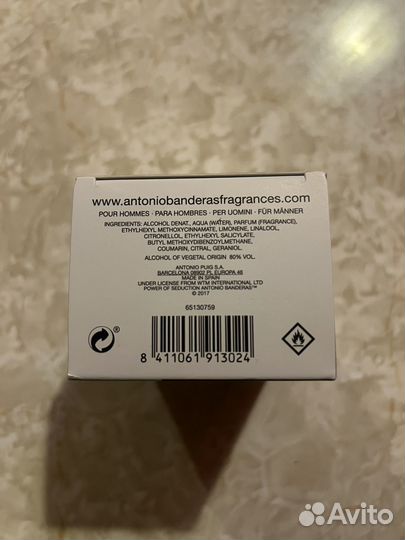 www.antoniobanderasfragrances.com
POUR HOMMES · PARA HOMBRES · PER UOMINI · FÜR MÄNNER
INGREDIENTS: ALCOHOL DENAT., AQUA (WATER), PARFUM (FRAGRANCE),
ETHYLHEXYL METHOXYCINNAMATE, LIMONENE, LINALOOL,
CITRONELLOL, ETHYLHEXYL SALICYLATE,
BUTYL METHOXYDIBENZOYLMETHANE,
COUMARIN, CITRAL, GERANIOL.
ALCOHOL OF VEGETAL ORIGIN 80% VOL.
ANTONIO PUIG S.A.
BARCELONA 08902 PL EUROPA 46
MADE IN SPAIN
UNDER LICENSE FROM WTM INTERNATIONAL LTD
POWER OF SEDUCTION ANTONIO BANDERAS™
© 2017
65130759
8 411061 913024
Avito